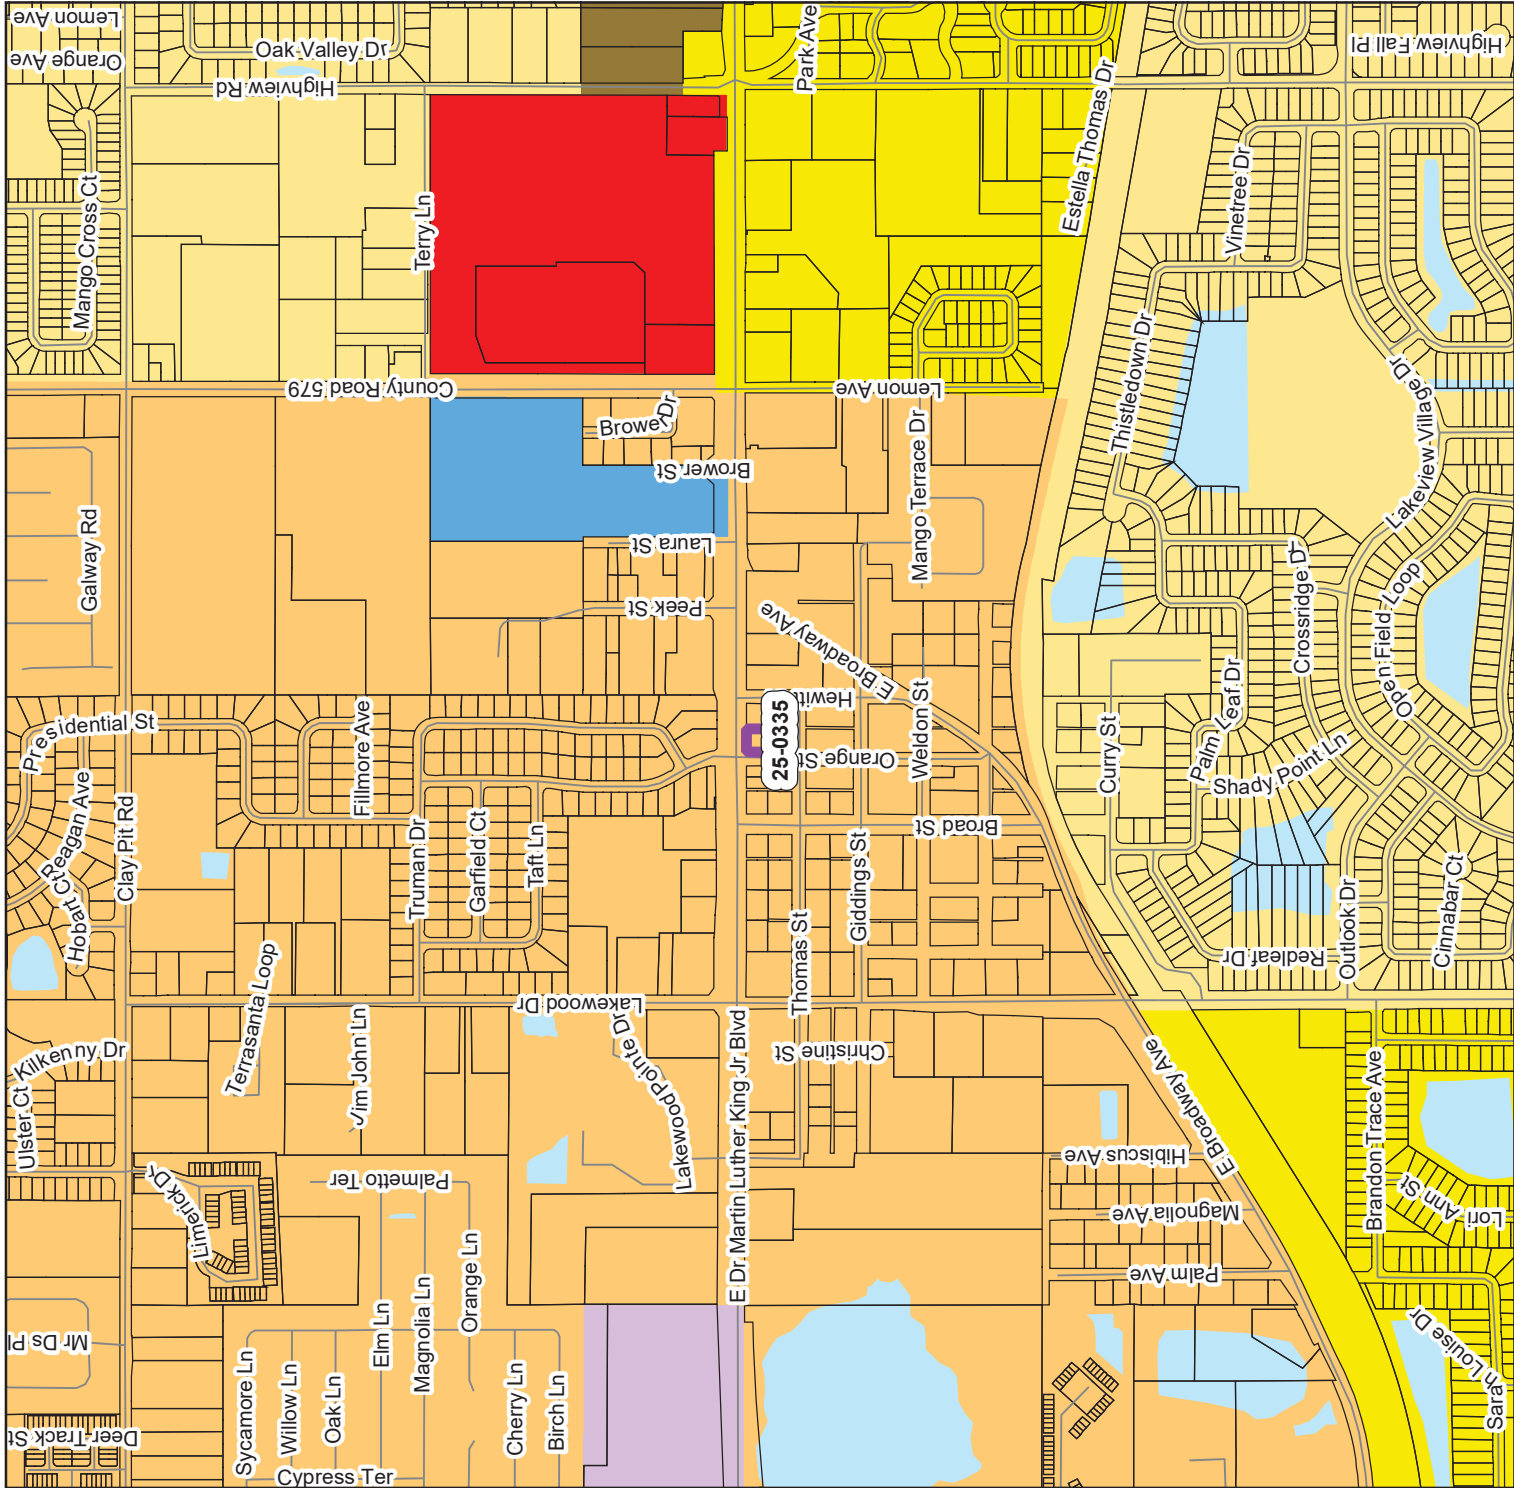 Lemon Ave
Orange Ave
Oak Valley Dr
Highview Rd
Park Ave
Estella Thomas Dr
Highview Fall Pl
Mango Cross Ct
Terry Ln
Vinetree Dr
County Road 579
Lemon Ave
Brower Dr
Brower St
Mango Terrace Dr
Thistledown Dr
Lakeview Village Dr
Galway Rd
Laura St
Peek St
E Broadway Ave
Crossridge Dr
Open Field Loop
Presidential St
Fillmore Ave
Hewitt
25-0335
Orange St
Weldon St
Curry St
Palm Leaf Dr
Shady Point Ln
Reagan Ave
Clay Pit Rd
Hobart Ct
Truman Dr
Garfield Ct
Taft Ln
Broad St
Giddings St
Thomas St
Redleaf Dr
Outlook Dr
Cinnabar Ct
Terrasanta Loop
Lakewood Dr
Kilkenny Dr
Ulster Ct
Jim John Ln
Lakewood Pointe Dr
E Dr Martin Luther King Jr Blvd
Christine St
E Broadway Ave
Brandon Trace Ave
Limerick Dr
Palmetto Ter
Hibiscus Ave
Magnolia Ave
Lori Ann St
Palm Ave
Mr Ds Pl
Orange Ln
Elm Ln
Magnolia Ln
Sycamore Ln
Willow Ln
Oak Ln
Cherry Ln
Birch Ln
Sarah Louise Dr
Deer Track St
Cypress Ter